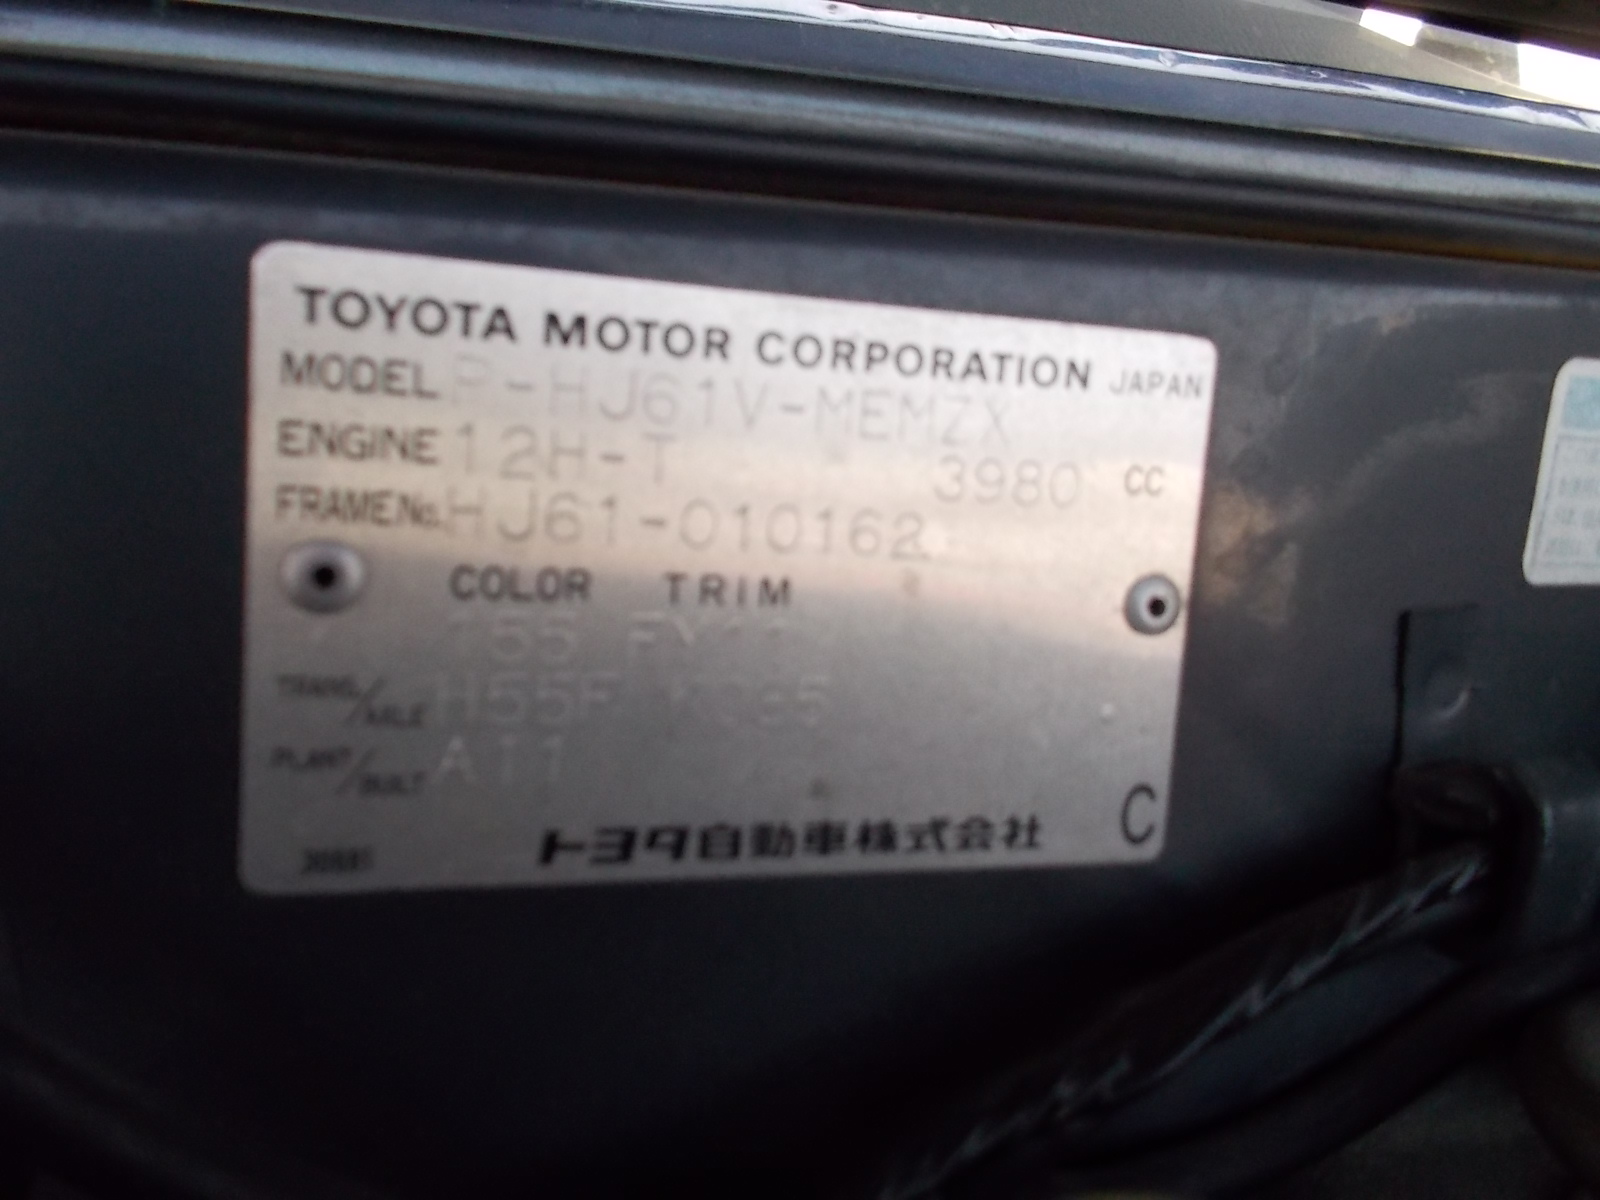 TOYOTA MOTOR CORPORATION JAPAN
MODEL P-HJ61V-MEMZX
ENGINE 12H-T 3980 CC
FRAME No. HJ61-010162
COLOR TRIM
755
TRANS./AXLE H55F
PLANT/BUILT A11
トヨタ自動車株式会社 C